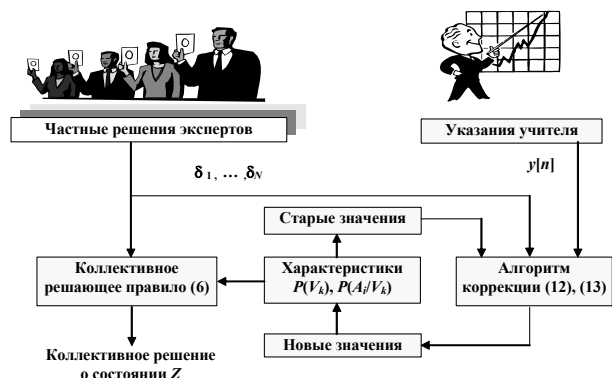 Частные решения экспертов
Указания учителя
δ 1 , … ,δN
y[n]
Старые значения
Коллективное
решающее правило (6)
Характеристики
P(Vk), P(Ai/Vk)
Алгоритм
коррекции (12), (13)
Новые значения
Коллективное решение
о состоянии Z